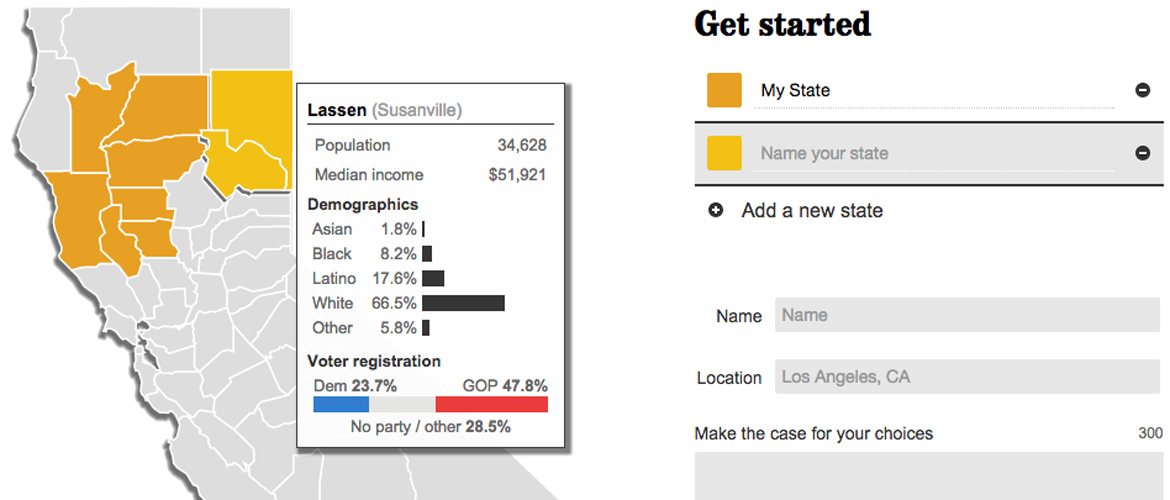 Lassen (Susanville)
Population 34,628
Median income $51,921
Demographics
Asian 1.8%
Black 8.2%
Latino 17.6%
White 66.5%
Other 5.8%
Voter registration
Dem 23.7% GOP 47.8%
No party / other 28.5%
Get started
My State
Name your state
Add a new state
Name Name
Location Los Angeles, CA
Make the case for your choices 300